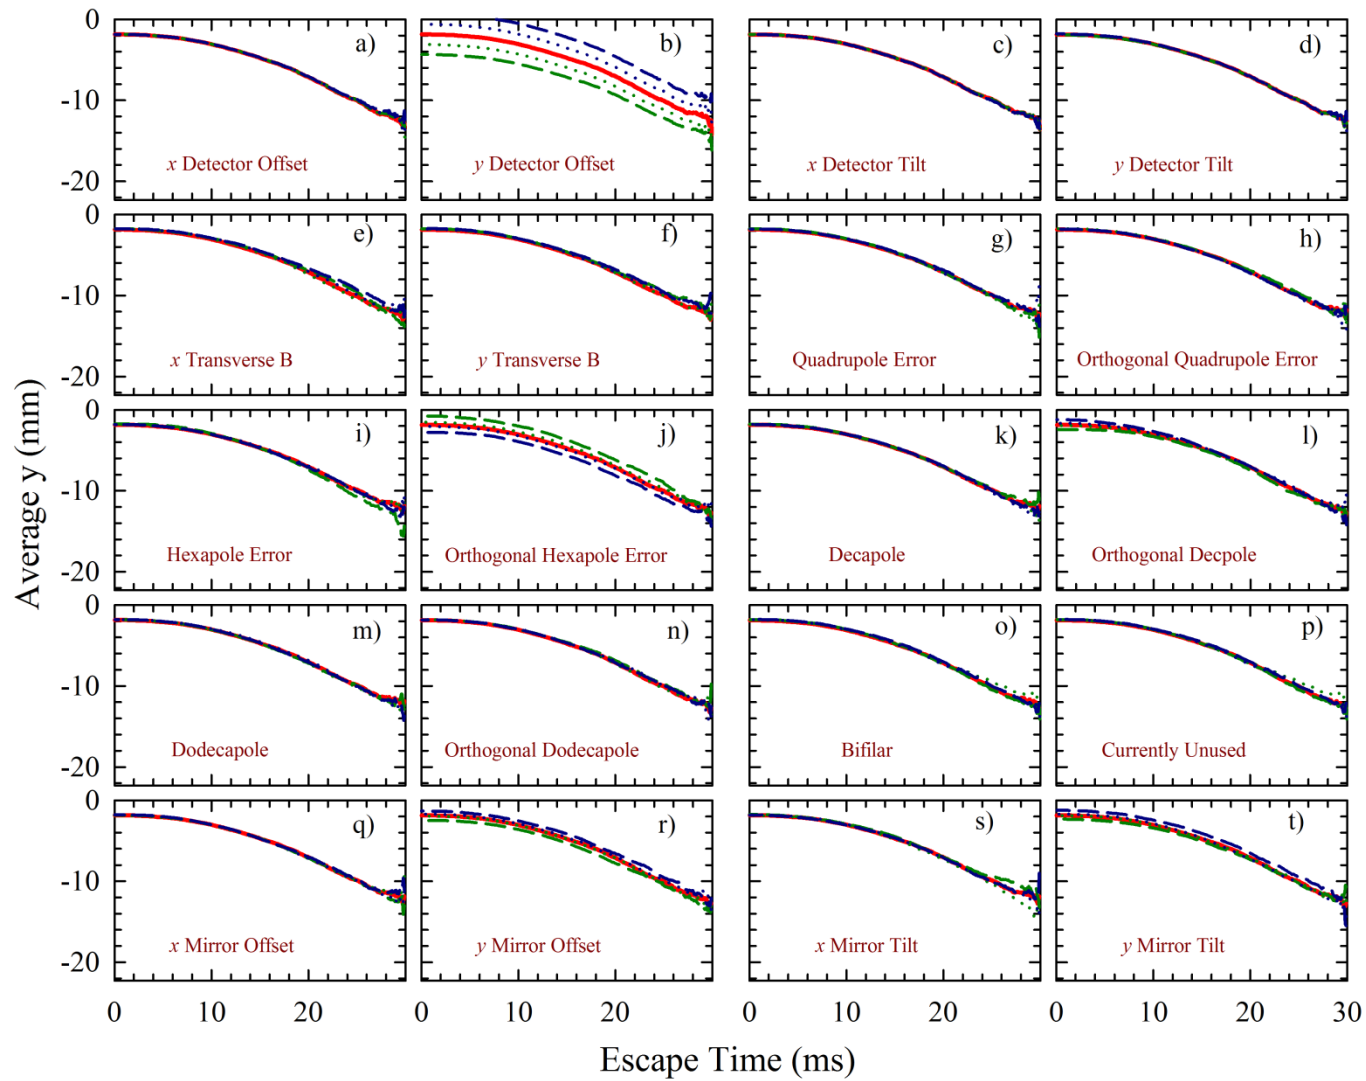 0
-10
-20
a)
x Detector Offset
b)
y Detector Offset
c)
x Detector Tilt
d)
y Detector Tilt
0
-10
-20
e)
x Transverse B
f)
y Transverse B
g)
Quadrupole Error
h)
Orthogonal Quadrupole Error
Average y (mm)
0
-10
-20
i)
Hexapole Error
j)
Orthogonal Hexapole Error
k)
Decapole
l)
Orthogonal Decpole
0
-10
-20
m)
Dodecapole
n)
Orthogonal Dodecapole
o)
Bifilar
p)
Currently Unused
0
-10
-20
q)
x Mirror Offset
r)
y Mirror Offset
s)
x Mirror Tilt
t)
y Mirror Tilt
0 10 20 0 10 20 0 10 20 0 10 20 30
Escape Time (ms)